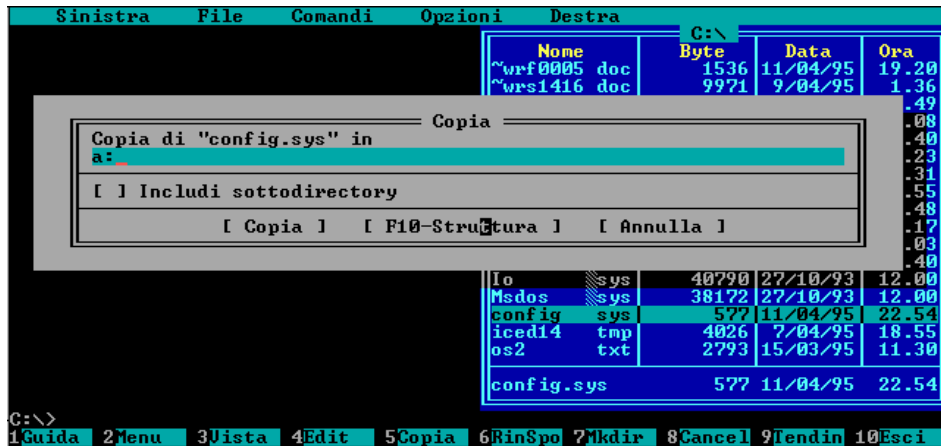 Sinistra File Comandi Opzioni Destra
C:\
Nome Byte Data Ora
~wrf0005 doc 1536 11/04/95 19.20
~wrs1416 doc 9971 9/04/95 1.36
.49
Copia .08
Copia di "config.sys" in .40
a:_ .23
.31
[ ] Includi sottodirectory .55
.48
[ Copia ] [ F10-Struttura ] [ Annulla ] .17
.03
.40
Io sys 40790 27/10/93 12.00
Msdos sys 38172 27/10/93 12.00
config sys 577 11/04/95 22.54
iced14 tmp 4026 7/04/95 18.55
os2 txt 2793 15/03/95 11.30
config.sys 577 11/04/95 22.54
C:\>
1Guida 2Menu 3Vista 4Edit 5Copia 6RinSpo 7Mkdir 8Cancel 9Tendin 10Esci